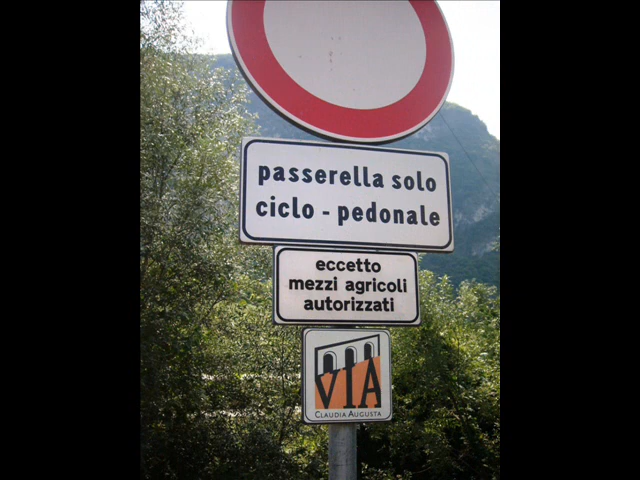 passerella solo
ciclo - pedonale
eccetto
mezzi agricoli
autorizzati
VIA
CLAUDIA AUGUSTA